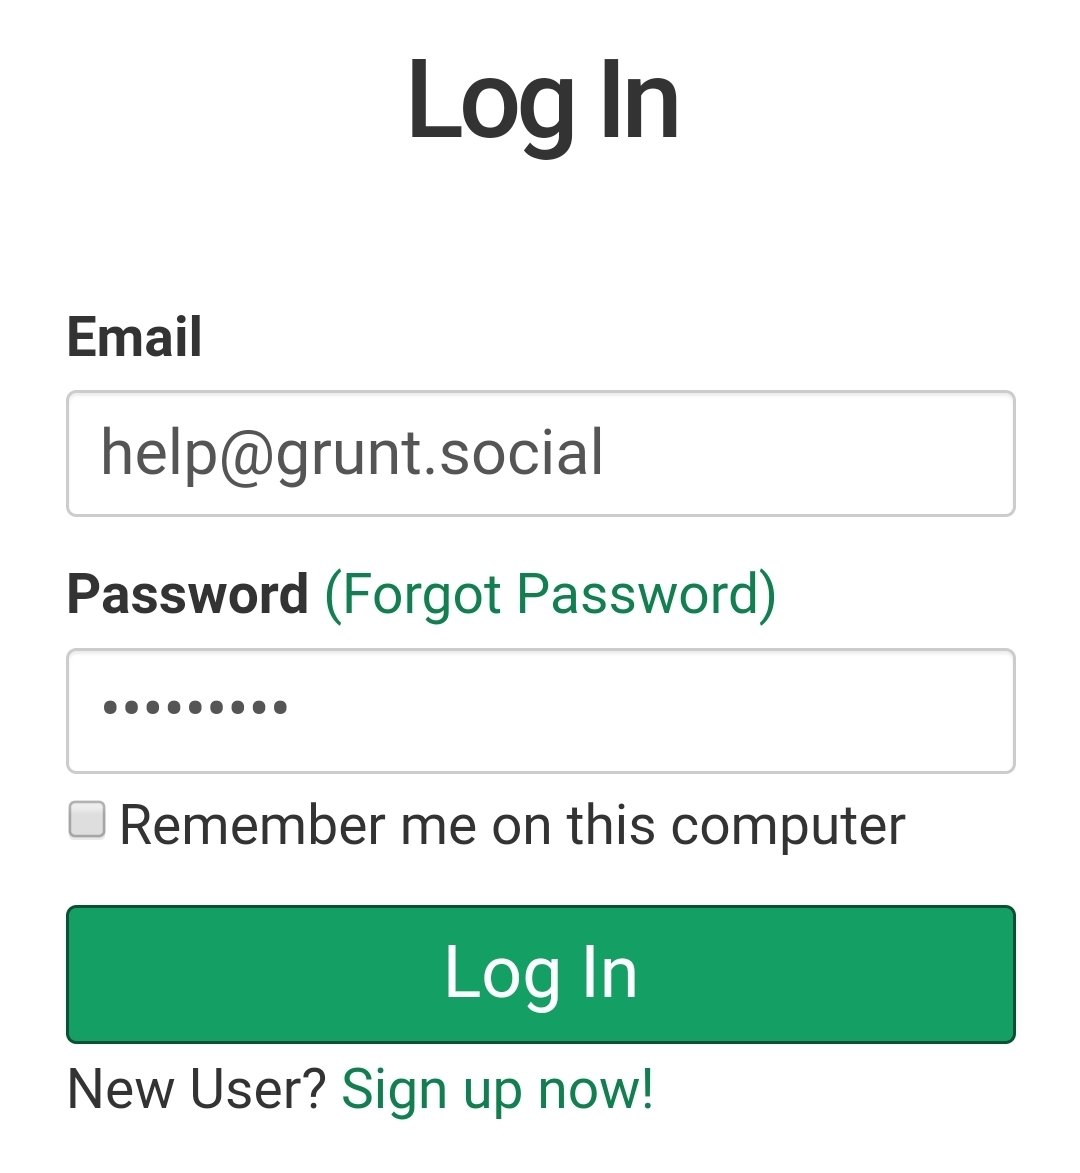 Log In
Email
help@grunt.social
Password (Forgot Password)
•••••••••
Remember me on this computer
Log In
New User? Sign up now!